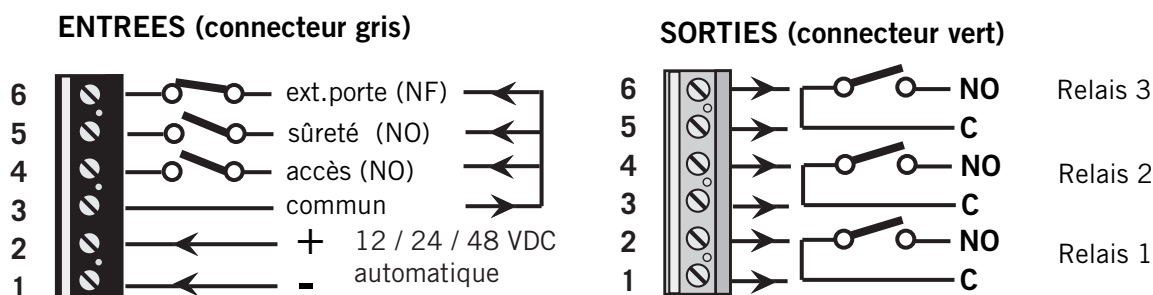 ENTREES (connecteur gris)
6 ext.porte (NF)
5 sûreté (NO)
4 accès (NO)
3 commun
2 + 12 / 24 / 48 VDC
automatique
1 -
SORTIES (connecteur vert)
6 NO Relais 3
5 C
4 NO Relais 2
3 C
2 NO Relais 1
1 C